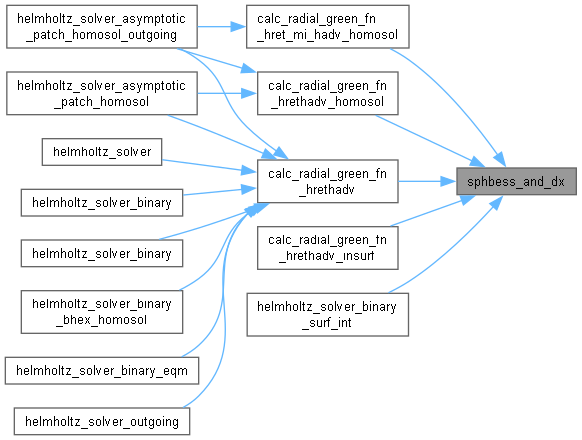 helmholtz_solver_asymptotic
_patch_homosol_outgoing
calc_radial_green_fn
_hret_mi_hadv_homosol
helmholtz_solver_asymptotic
_patch_homosol
calc_radial_green_fn
_hrethadv_homosol
helmholtz_solver
calc_radial_green_fn
_hrethadv
sphbess_and_dx
helmholtz_solver_binary
helmholtz_solver_binary
calc_radial_green_fn
_hrethadv_insurf
helmholtz_solver_binary
_bhex_homosol
helmholtz_solver_binary
_surf_int
helmholtz_solver_binary_eqm
helmholtz_solver_outgoing